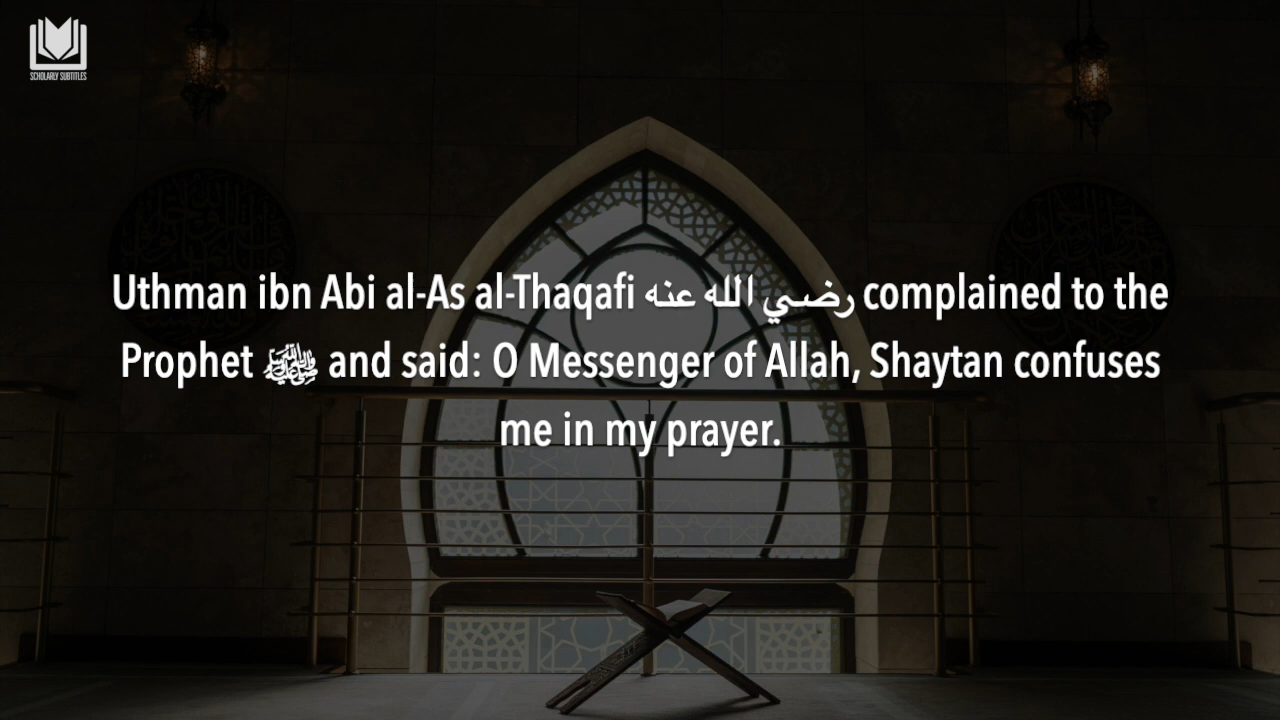 SCHOLARLY SUBTITLES
Uthman ibn Abi al-As al-Thaqafi رضي الله عنه complained to the
Prophet ﷺ and said: O Messenger of Allah, Shaytan confuses
me in my prayer.